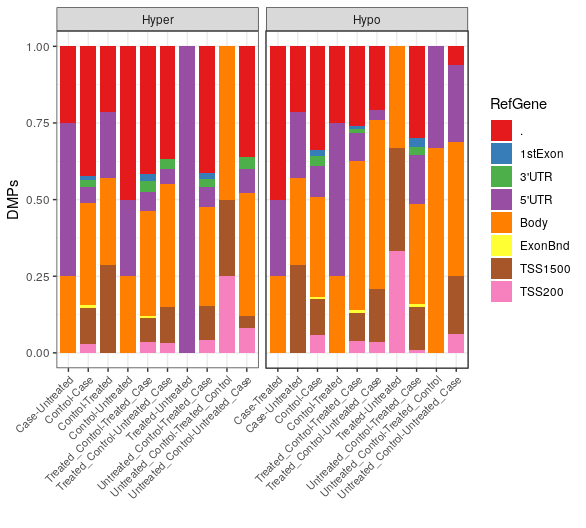 Hyper
Hypo
1.00
0.75
0.50
0.25
0.00
DMPs
Case-Untreated
Control-Case
Control-Treated
Control-Untreated
Treated_Control-Treated_Case
Treated_Control-Untreated_Case
Treated-Untreated
Untreated_Control-Treated_Case
Untreated_Control-Treated_Control
Untreated_Control-Untreated_Case
Case-Treated
Case-Untreated
Control-Case
Control-Treated
Treated_Control-Treated_Case
Treated_Control-Untreated_Case
Treated-Untreated
Untreated_Control-Treated_Case
Untreated_Control-Treated_Control
Untreated_Control-Untreated_Case
RefGene
.
1stExon
3'UTR
5'UTR
Body
ExonBnd
TSS1500
TSS200